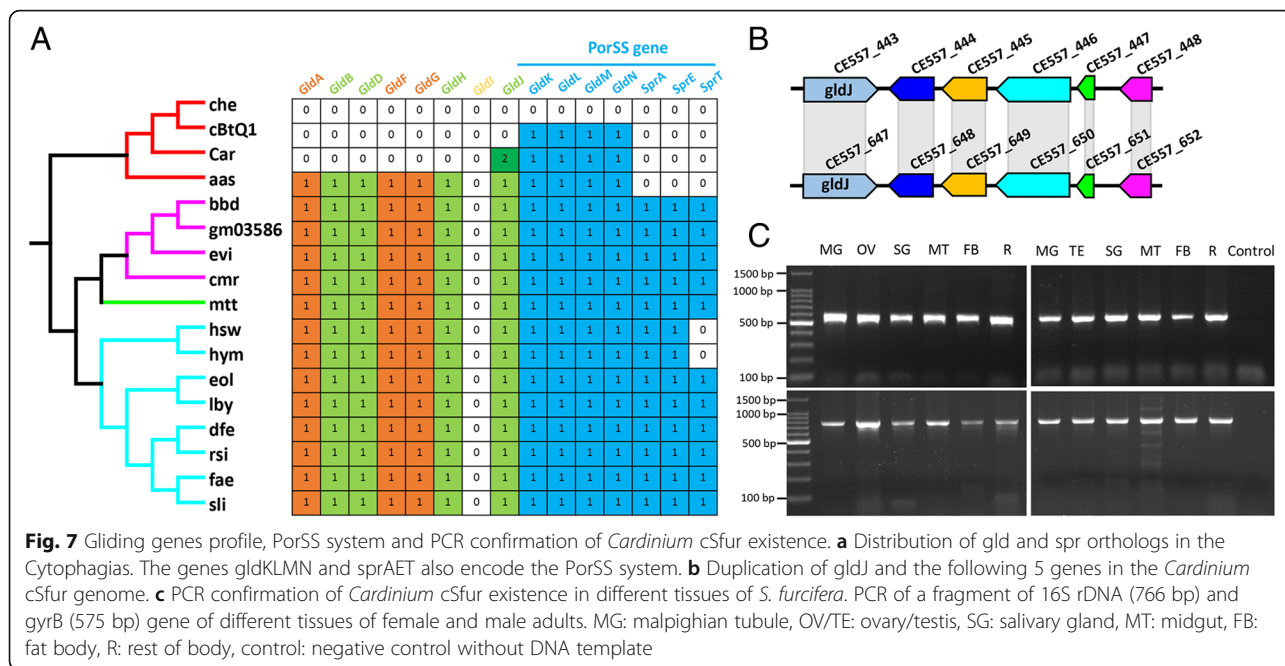 A
PorSS gene
GldA GldB GldD GldF GldG GldH GldI GldJ GldK GldL GldM GldN SprA SprE SprT
che 0 0 0 0 0 0 0 0 0 0 0 0 0 0 0
cBtQ1 0 0 0 0 0 0 0 0 1 1 1 1 0 0 0
Car 0 0 0 0 0 0 0 2 1 1 1 1 0 0 0
aas 1 1 1 1 1 1 0 1 1 1 1 1 0 0 0
bbd 1 1 1 1 1 1 0 1 1 1 1 1 1 1 1
gm03586 1 1 1 1 1 1 0 1 1 1 1 1 1 1 1
evi 1 1 1 1 1 1 0 1 1 1 1 1 1 1 1
cmr 1 1 1 1 1 1 0 1 1 1 1 1 1 1 1
mtt 1 1 1 1 1 1 0 1 1 1 1 1 1 1 1
hsw 1 1 1 1 1 1 0 1 1 1 1 1 1 1 0
hym 1 1 1 1 1 1 0 1 1 1 1 1 1 1 0
eol 1 1 1 1 1 1 0 1 1 1 1 1 1 1 1
lby 1 1 1 1 1 1 0 1 1 1 1 1 1 1 1
dfe 1 1 1 1 1 1 0 1 1 1 1 1 1 1 1
rsi 1 1 1 1 1 1 0 1 1 1 1 1 1 1 1
fae 1 1 1 1 1 1 0 1 1 1 1 1 1 1 1
sli 1 1 1 1 1 1 0 1 1 1 1 1 1 1 1
B
CE557_443 CE557_444 CE557_445 CE557_446 CE557_447 CE557_448
gldJ
CE557_647 CE557_648 CE557_649 CE557_650 CE557_651 CE557_652
gldJ
C
MG OV SG MT FB R MG TE SG MT FB R Control
1500 bp
1000 bp
500 bp
100 bp
1500 bp
1000 bp
500 bp
100 bp
Fig. 7 Gliding genes profile, PorSS system and PCR confirmation of Cardinium cSfur existence. a Distribution of gld and spr orthologs in the
Cytophagias. The genes gldKLMN and sprAET also encode the PorSS system. b Duplication of gldJ and the following 5 genes in the Cardinium
cSfur genome. c PCR confirmation of Cardinium cSfur existence in different tissues of S. furcifera. PCR of a fragment of 16S rDNA (766 bp) and
gyrB (575 bp) gene of different tissues of female and male adults. MG: malpighian tubule, OV/TE: ovary/testis, SG: salivary gland, MT: midgut, FB:
fat body, R: rest of body, control: negative control without DNA template